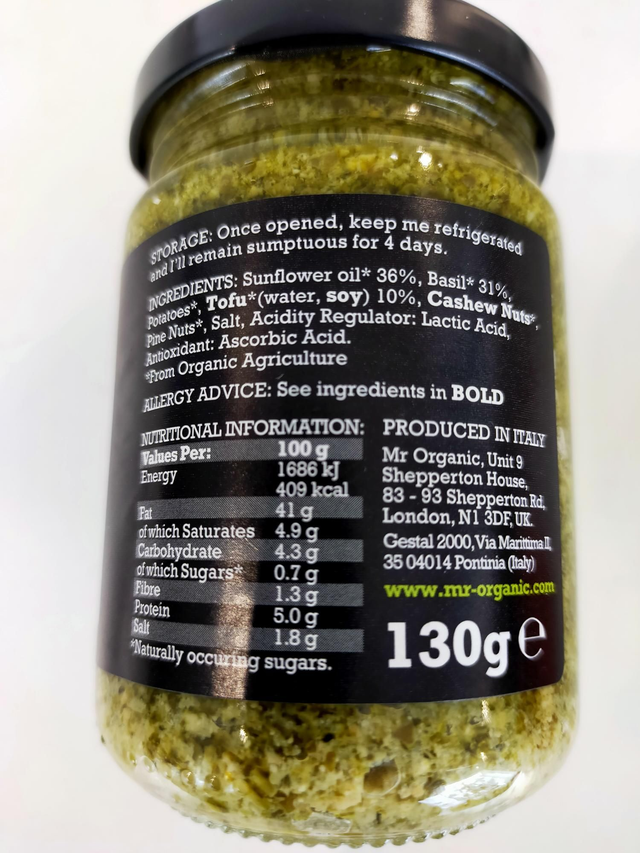 STORAGE: Once opened, keep me refrigerated
and I'll remain sumptuous for 4 days.
INGREDIENTS: Sunflower oil* 36%, Basil* 31%,
Potatoes*, Tofu*(water, soy) 10%, Cashew Nuts*,
Pine Nuts*, Salt, Acidity Regulator: Lactic Acid,
Antioxidant: Ascorbic Acid.
*From Organic Agriculture
ALLERGY ADVICE: See ingredients in BOLD
NUTRITIONAL INFORMATION:
Values Per: 100 g
Energy 1686 kJ
409 kcal
Fat 41 g
of which Saturates 4.9 g
Carbohydrate 4.3 g
of which Sugars* 0.7 g
Fibre 1.3 g
Protein 5.0 g
Salt 1.8 g
*Naturally occuring sugars.
PRODUCED IN ITALY
Mr Organic, Unit 9
Shepperton House,
83 - 93 Shepperton Rd,
London, N1 3DF, UK.
Gestal 2000, Via Marittima II,
35 04014 Pontinia (Italy)
www.mr-organic.com
130g e